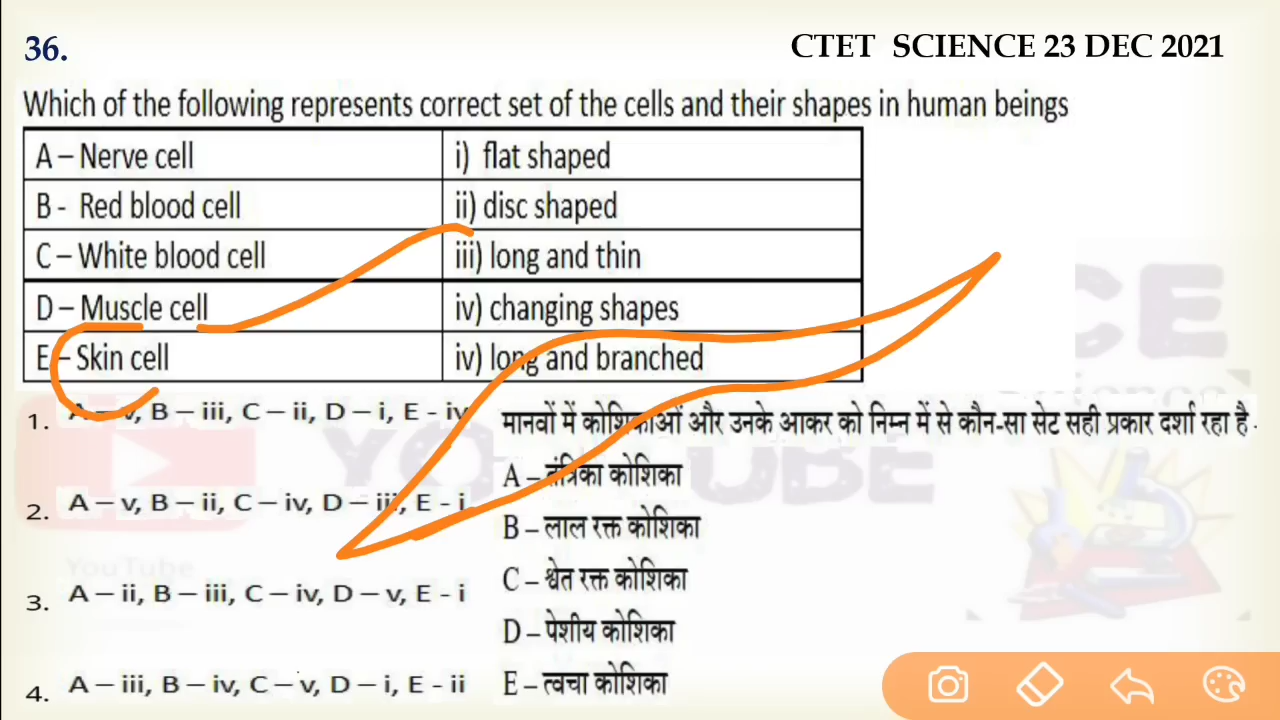 36.
CTET SCIENCE 23 DEC 2021
Which of the following represents correct set of the cells and their shapes in human beings
A – Nerve cell i) flat shaped
B - Red blood cell ii) disc shaped
C – White blood cell iii) long and thin
D – Muscle cell iv) changing shapes
E – Skin cell iv) long and branched
1. A – v, B – iii, C – ii, D – i, E - iv
2. A – v, B – ii, C – iv, D – iii, E - i
3. A – ii, B – iii, C – iv, D – v, E - i
4. A – iii, B – iv, C – v, D – i, E - ii
मानवों में कोशिकाओं और उनके आकर को निम्न में से कौन-सा सेट सही प्रकार दर्शा रहा है -
A – तंत्रिका कोशिका
B – लाल रक्त कोशिका
C – श्वेत रक्त कोशिका
D – पेशीय कोशिका
E – त्वचा कोशिका
YOUTUBE
YouTube